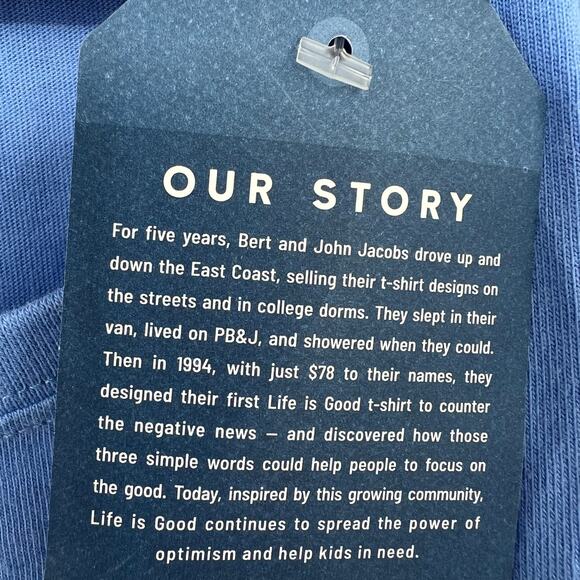 OUR STORY
For five years, Bert and John Jacobs drove up and
down the East Coast, selling their t-shirt designs on
the streets and in college dorms. They slept in their
van, lived on PB&J, and showered when they could.
Then in 1994, with just $78 to their names, they
designed their first Life is Good t-shirt to counter
the negative news – and discovered how those
three simple words could help people to focus on
the good. Today, inspired by this growing community,
Life is Good continues to spread the power of
optimism and help kids in need.